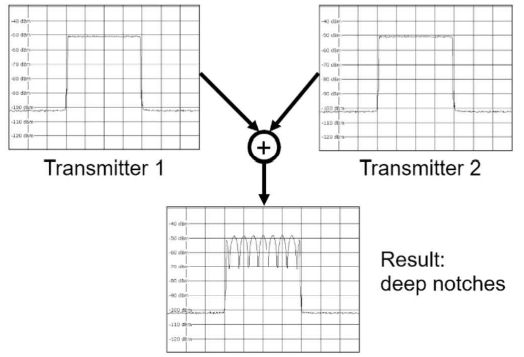 -40 dBm
-50 dBm
-60 dBm
-70 dBm
-80 dBm
-90 dBm
-100 dBm
-110 dBm
-120 dBm
Transmitter 1
-40 dBm
-50 dBm
-60 dBm
-70 dBm
-80 dBm
-90 dBm
-100 dBm
-110 dBm
-120 dBm
Transmitter 2
+
-40 dBm
-50 dBm
-60 dBm
-70 dBm
-80 dBm
-90 dBm
-100 dBm
-110 dBm
-120 dBm
Result:
deep notches